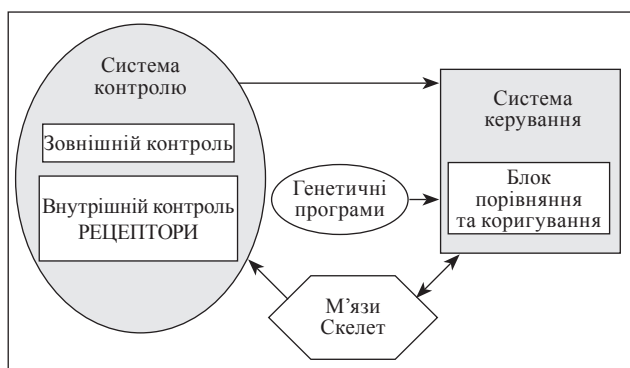 Система
контролю
Зовнішній контроль
Внутрішній контроль
РЕЦЕПТОРИ
Генетичні
програми
М’язи
Скелет
Система
керування
Блок
порівняння
та коригування